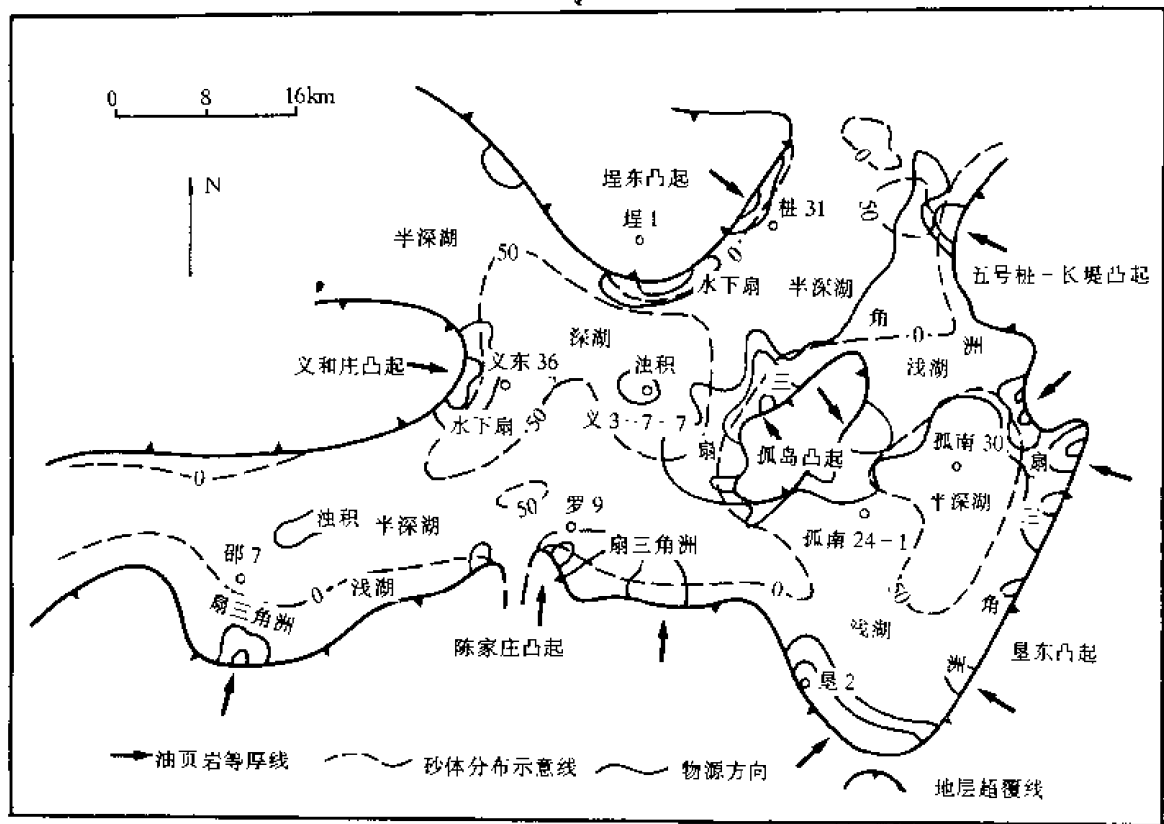 0 8 16km
N
埕东凸起
埕1
桩31
0
50
五号桩-长堤凸起
半深湖
50
水下扇
0
半深湖
角
0
洲
浅湖
深湖
义和庄凸起
义东36
浊积
三
水下扇
50
义3-7-7
扇
孤岛凸起
孤南30
扇
0
半深湖
三
50
罗9
孤南24-1
浊积
半深湖
邵7
扇三角洲
浅湖
0
0
50
角
扇三角洲
浅湖
陈家庄凸起
垦东凸起
洲
垦2
油页岩等厚线
砂体分布示意线
物源方向
地层超覆线